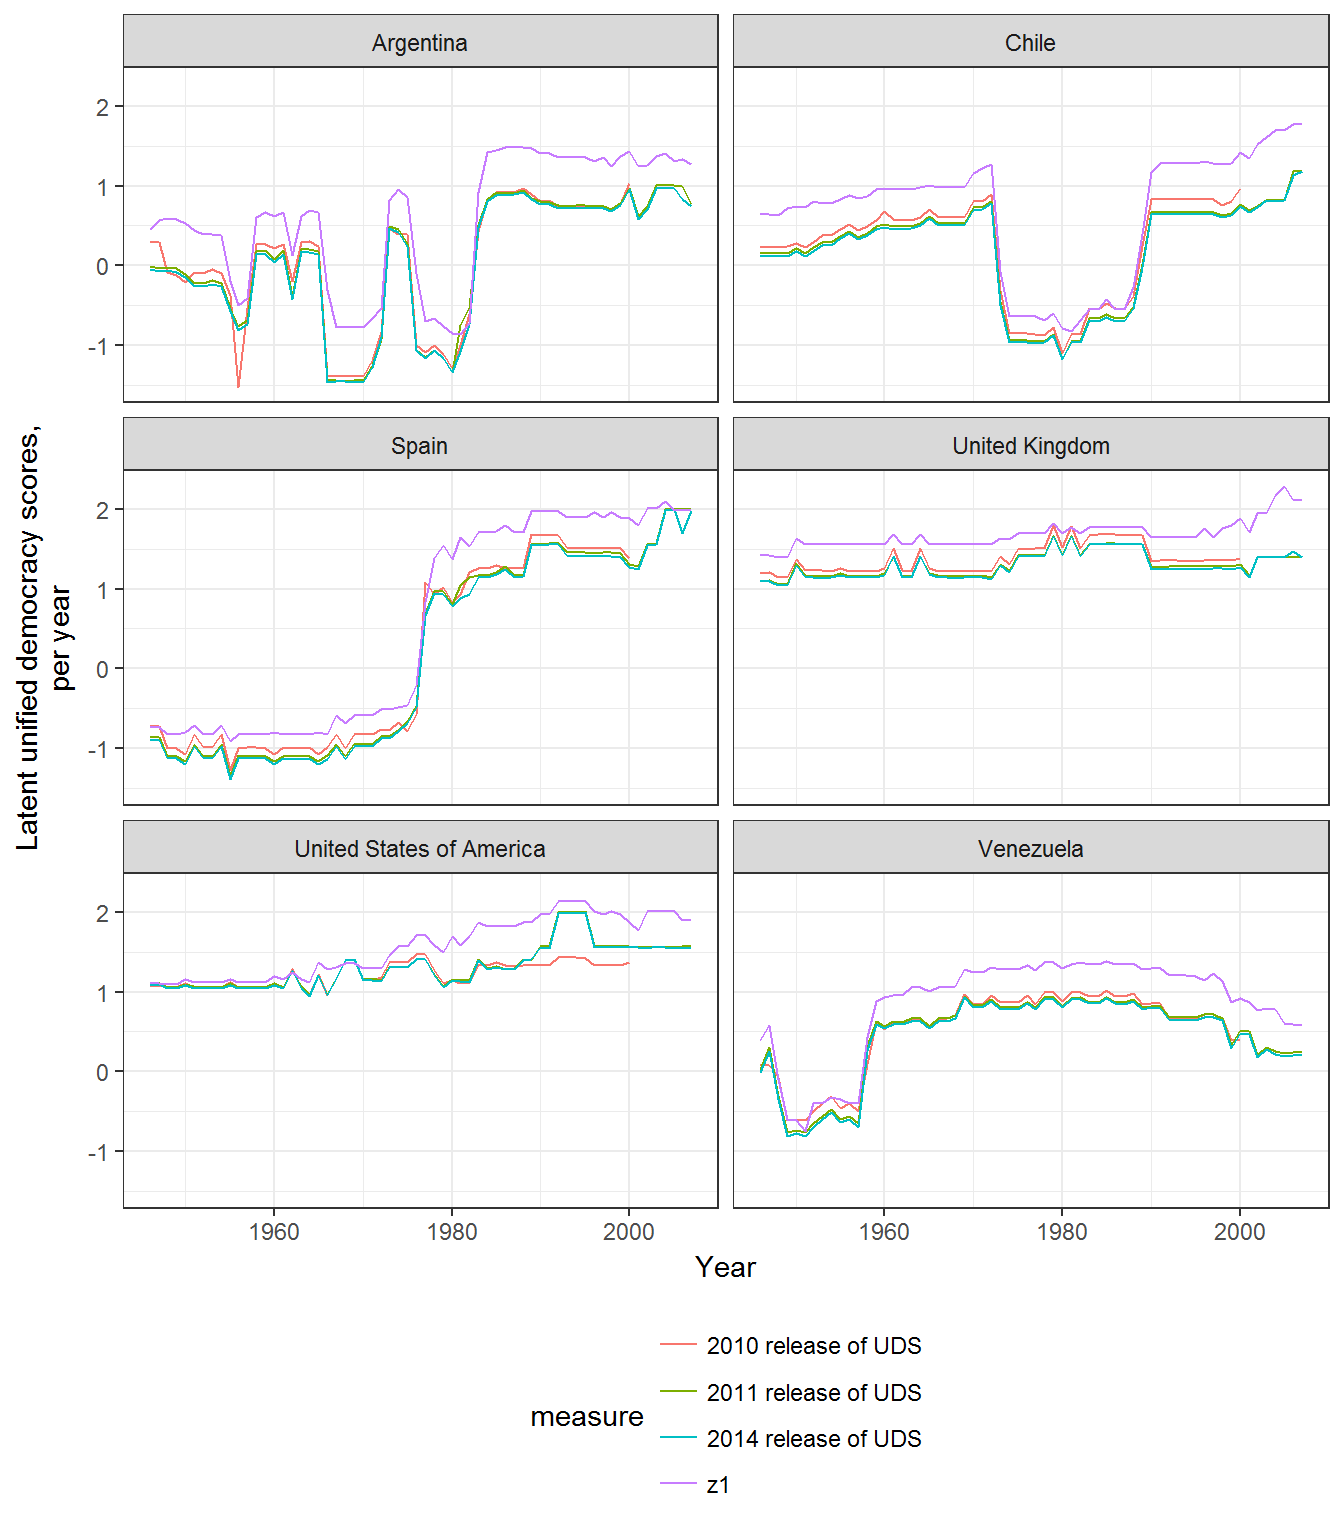 Argentina
Chile
2
1
0
-1
Spain
United Kingdom
2
1
0
-1
Latent unified democracy scores,
per year
United States of America
Venezuela
2
1
0
-1
1960
1980
2000
1960
1980
2000
Year
measure
2010 release of UDS
2011 release of UDS
2014 release of UDS
z1